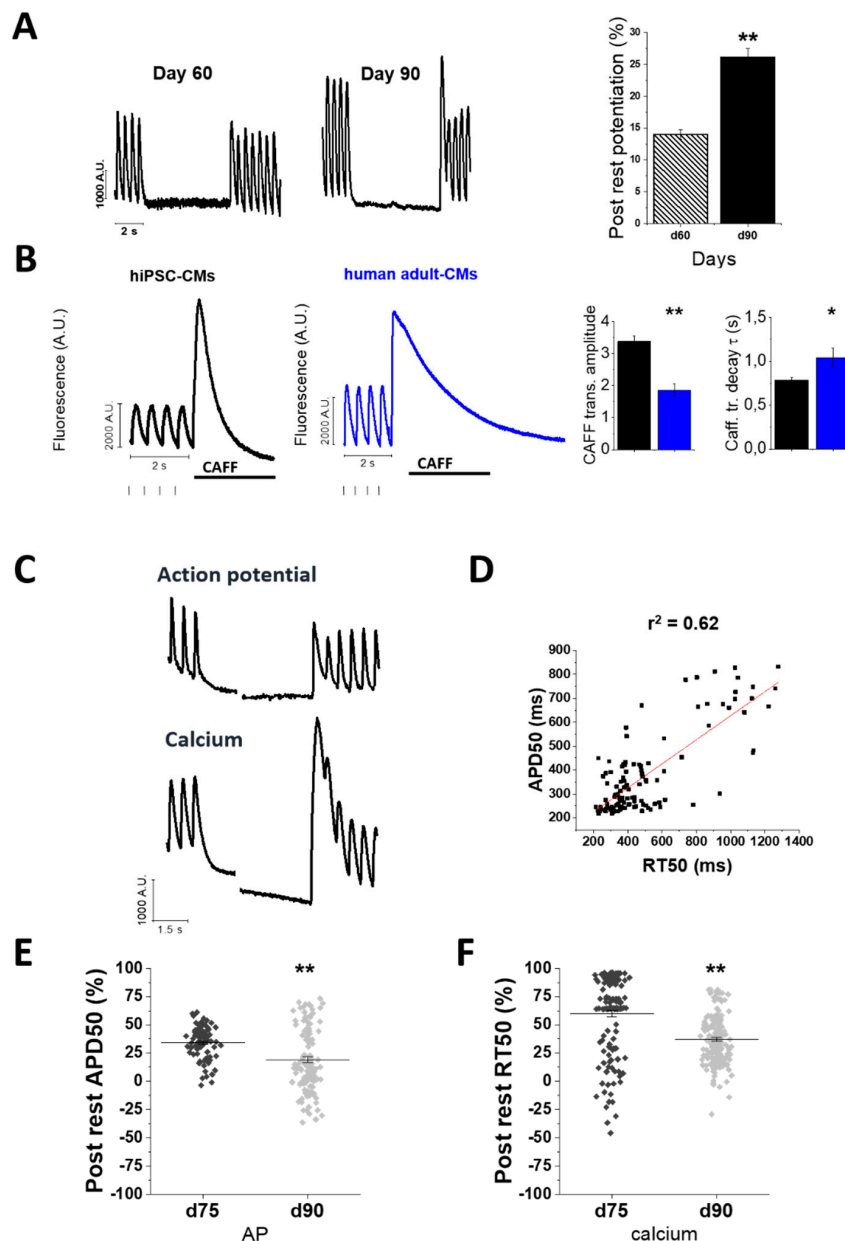 A
Day 60
Day 90
1000 A.U.
2 s
Post rest potentiation (%)
30
25
20
15
10
5
0
**
d60
d90
Days
B
hiPSC-CMs
human adult-CMs
Fluorescence (A.U.)
2000 A.U.
2 s
CAFF
Fluorescence (A.U.)
2000 A.U.
2 s
CAFF
CAFF trans. amplitude
4
3
2
1
0
**
Caff. tr. decay τ (s)
1,5
1,0
0,5
0,0
*
C
Action potential
Calcium
1000 A.U.
1.5 s
D
r² = 0.62
APD50 (ms)
900
800
700
600
500
400
300
200
200 400 600 800 1000 1200 1400
RT50 (ms)
E
Post rest APD50 (%)
100
75
50
25
0
-25
-50
-75
-100
**
d75
d90
AP
F
Post rest RT50 (%)
100
75
50
25
0
-25
-50
-75
-100
**
d75
d90
calcium